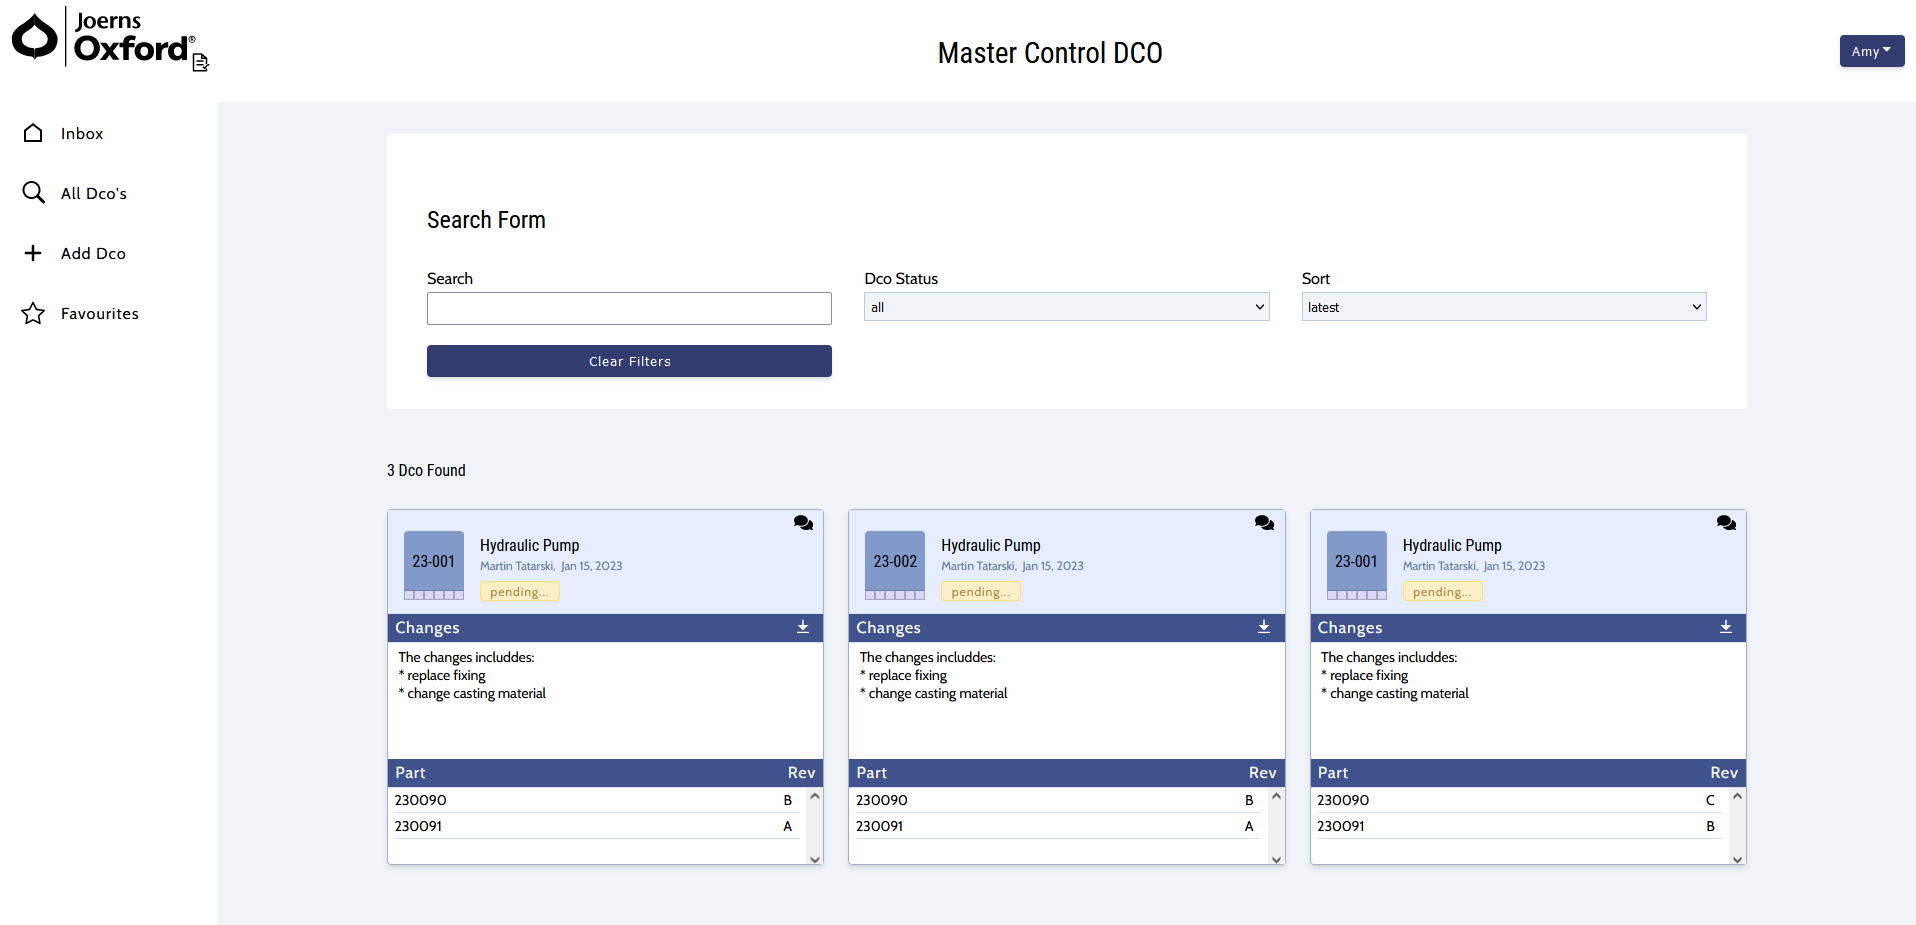 Joerns
Oxford®
Master Control DCO
Amy
Inbox
All Dco's
Add Dco
Favourites
Search Form
Search
Dco Status
Sort
all
latest
Clear Filters
3 Dco Found
23-001
Hydraulic Pump
Martin Tatarski, Jan 15, 2023
pending...
Changes
The changes includdes:
* replace fixing
* change casting material
Part Rev
230090 B
230091 A
23-002
Hydraulic Pump
Martin Tatarski, Jan 15, 2023
pending...
Changes
The changes includdes:
* replace fixing
* change casting material
Part Rev
230090 B
230091 A
23-001
Hydraulic Pump
Martin Tatarski, Jan 15, 2023
pending...
Changes
The changes includdes:
* replace fixing
* change casting material
Part Rev
230090 C
230091 B